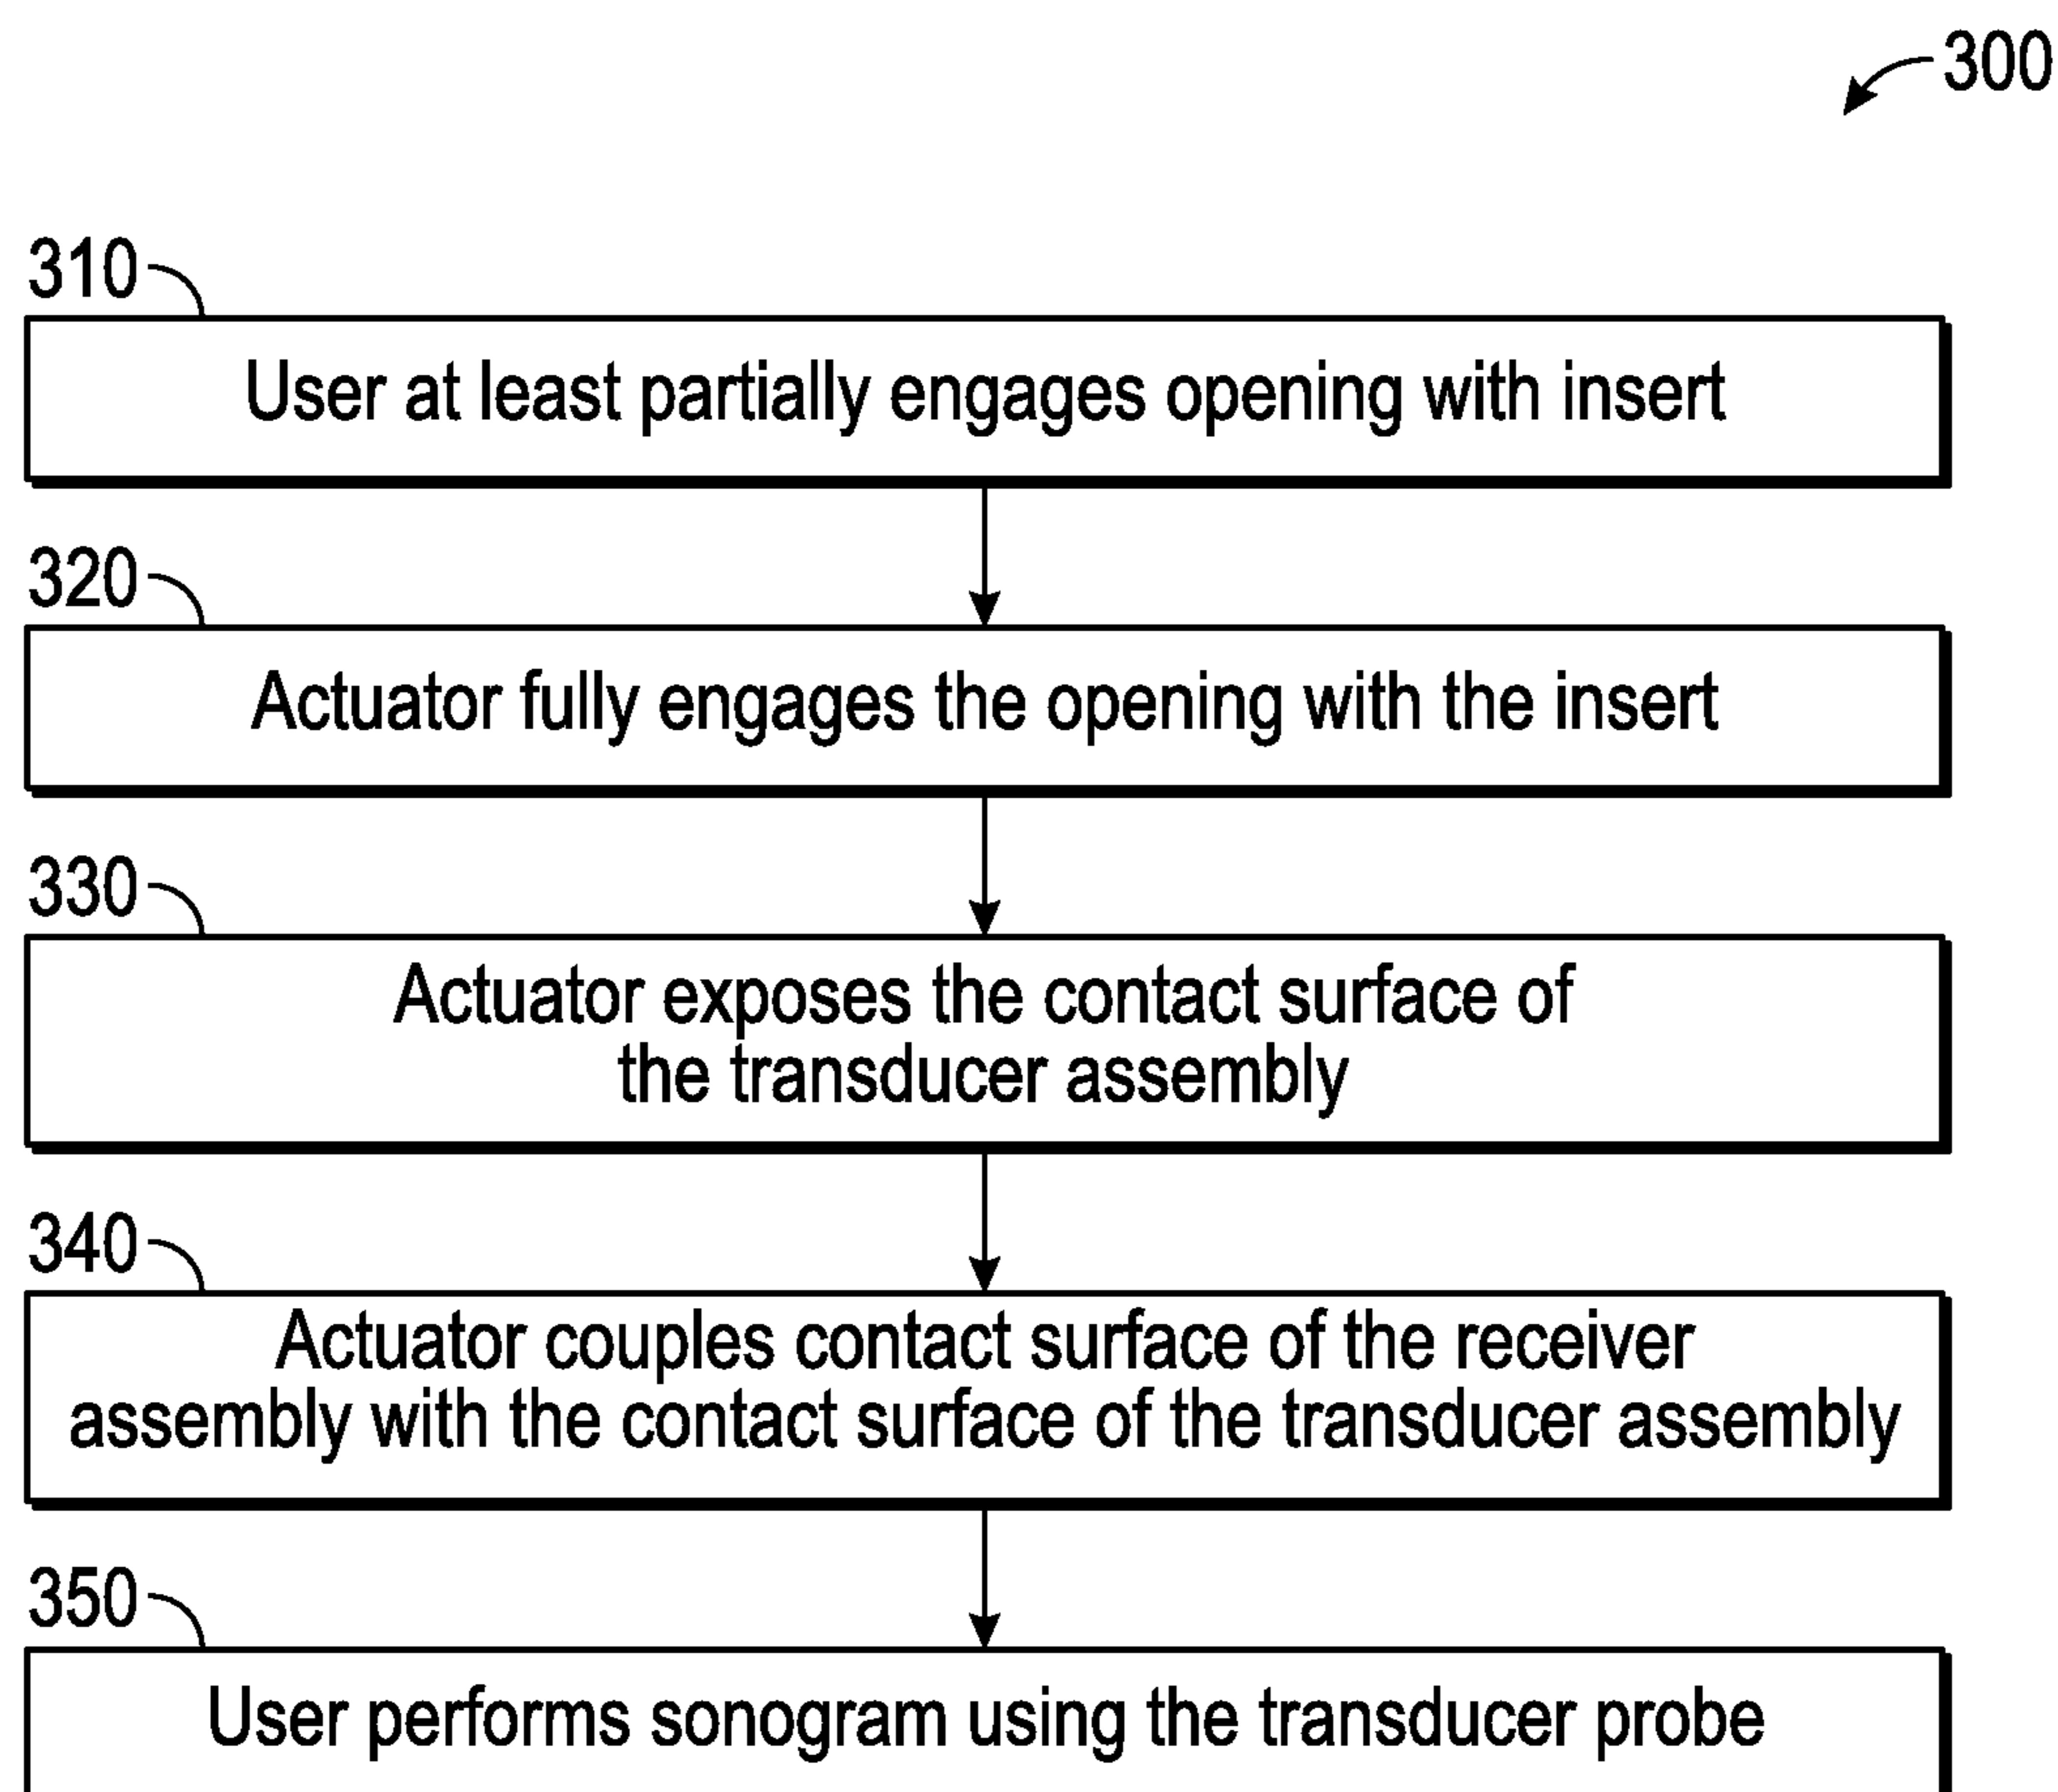 300
310
User at least partially engages opening with insert
320
Actuator fully engages the opening with the insert
330
Actuator exposes the contact surface of
the transducer assembly
340
Actuator couples contact surface of the receiver
assembly with the contact surface of the transducer assembly
350
User performs sonogram using the transducer probe